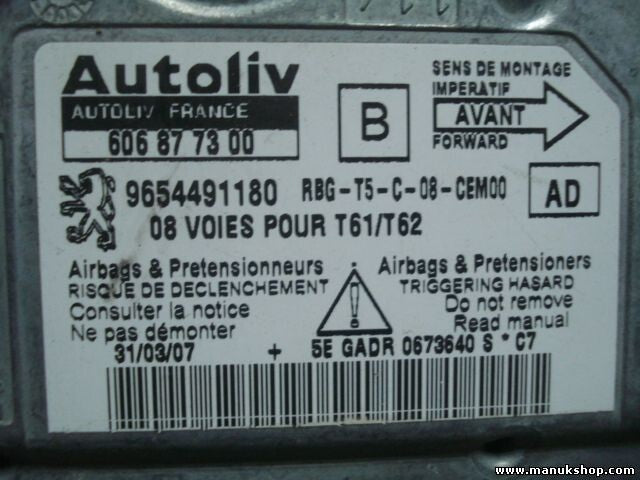 Autoliv
AUTOLIV FRANCE
606 87 73 00
B
SENS DE MONTAGE
IMPERATIF
AVANT
FORWARD
9654491180 RBG-T5-C-08-CEM00
AD
08 VOIES POUR T61/T62
Airbags & Pretensionneurs
RISQUE DE DECLENCHEMENT
Consulter la notice
Ne pas démonter
Airbags & Pretensioners
TRIGGERING HASARD
Do not remove
Read manual
31/03/07 + 5E GADR 0673640 S * C7
www.manukshop.com